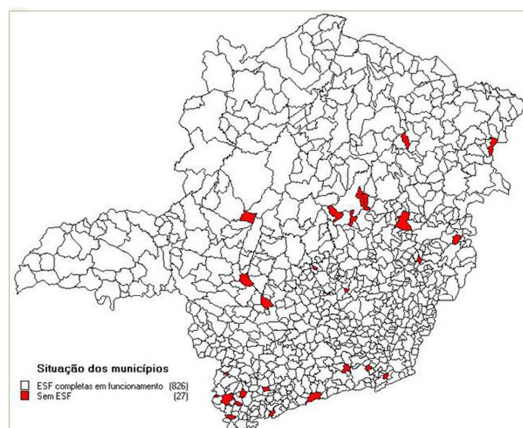 Situação dos municípios
ESF completas em funcionamento (826)
Sem ESF (27)